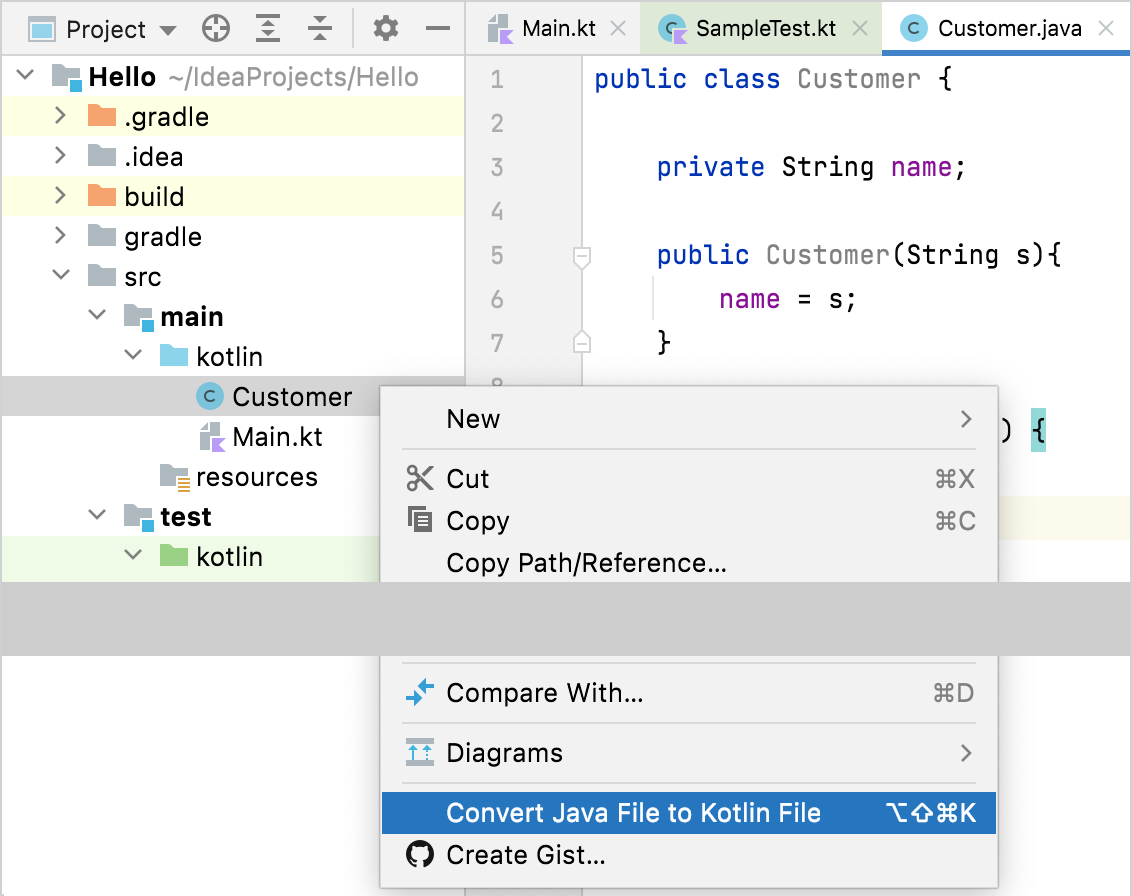 Project
Main.kt
SampleTest.kt
Customer.java
Hello ~/IdeaProjects/Hello
.gradle
.idea
build
gradle
src
main
kotlin
C Customer
Main.kt
resources
test
kotlin
1 public class Customer {
2
3 private String name;
4
5 public Customer(String s){
6 name = s;
7 }
) {
New
Cut ⌘X
Copy ⌘C
Copy Path/Reference...
Compare With... ⌘D
Diagrams
Convert Java File to Kotlin File ⌥⇧⌘K
Create Gist...